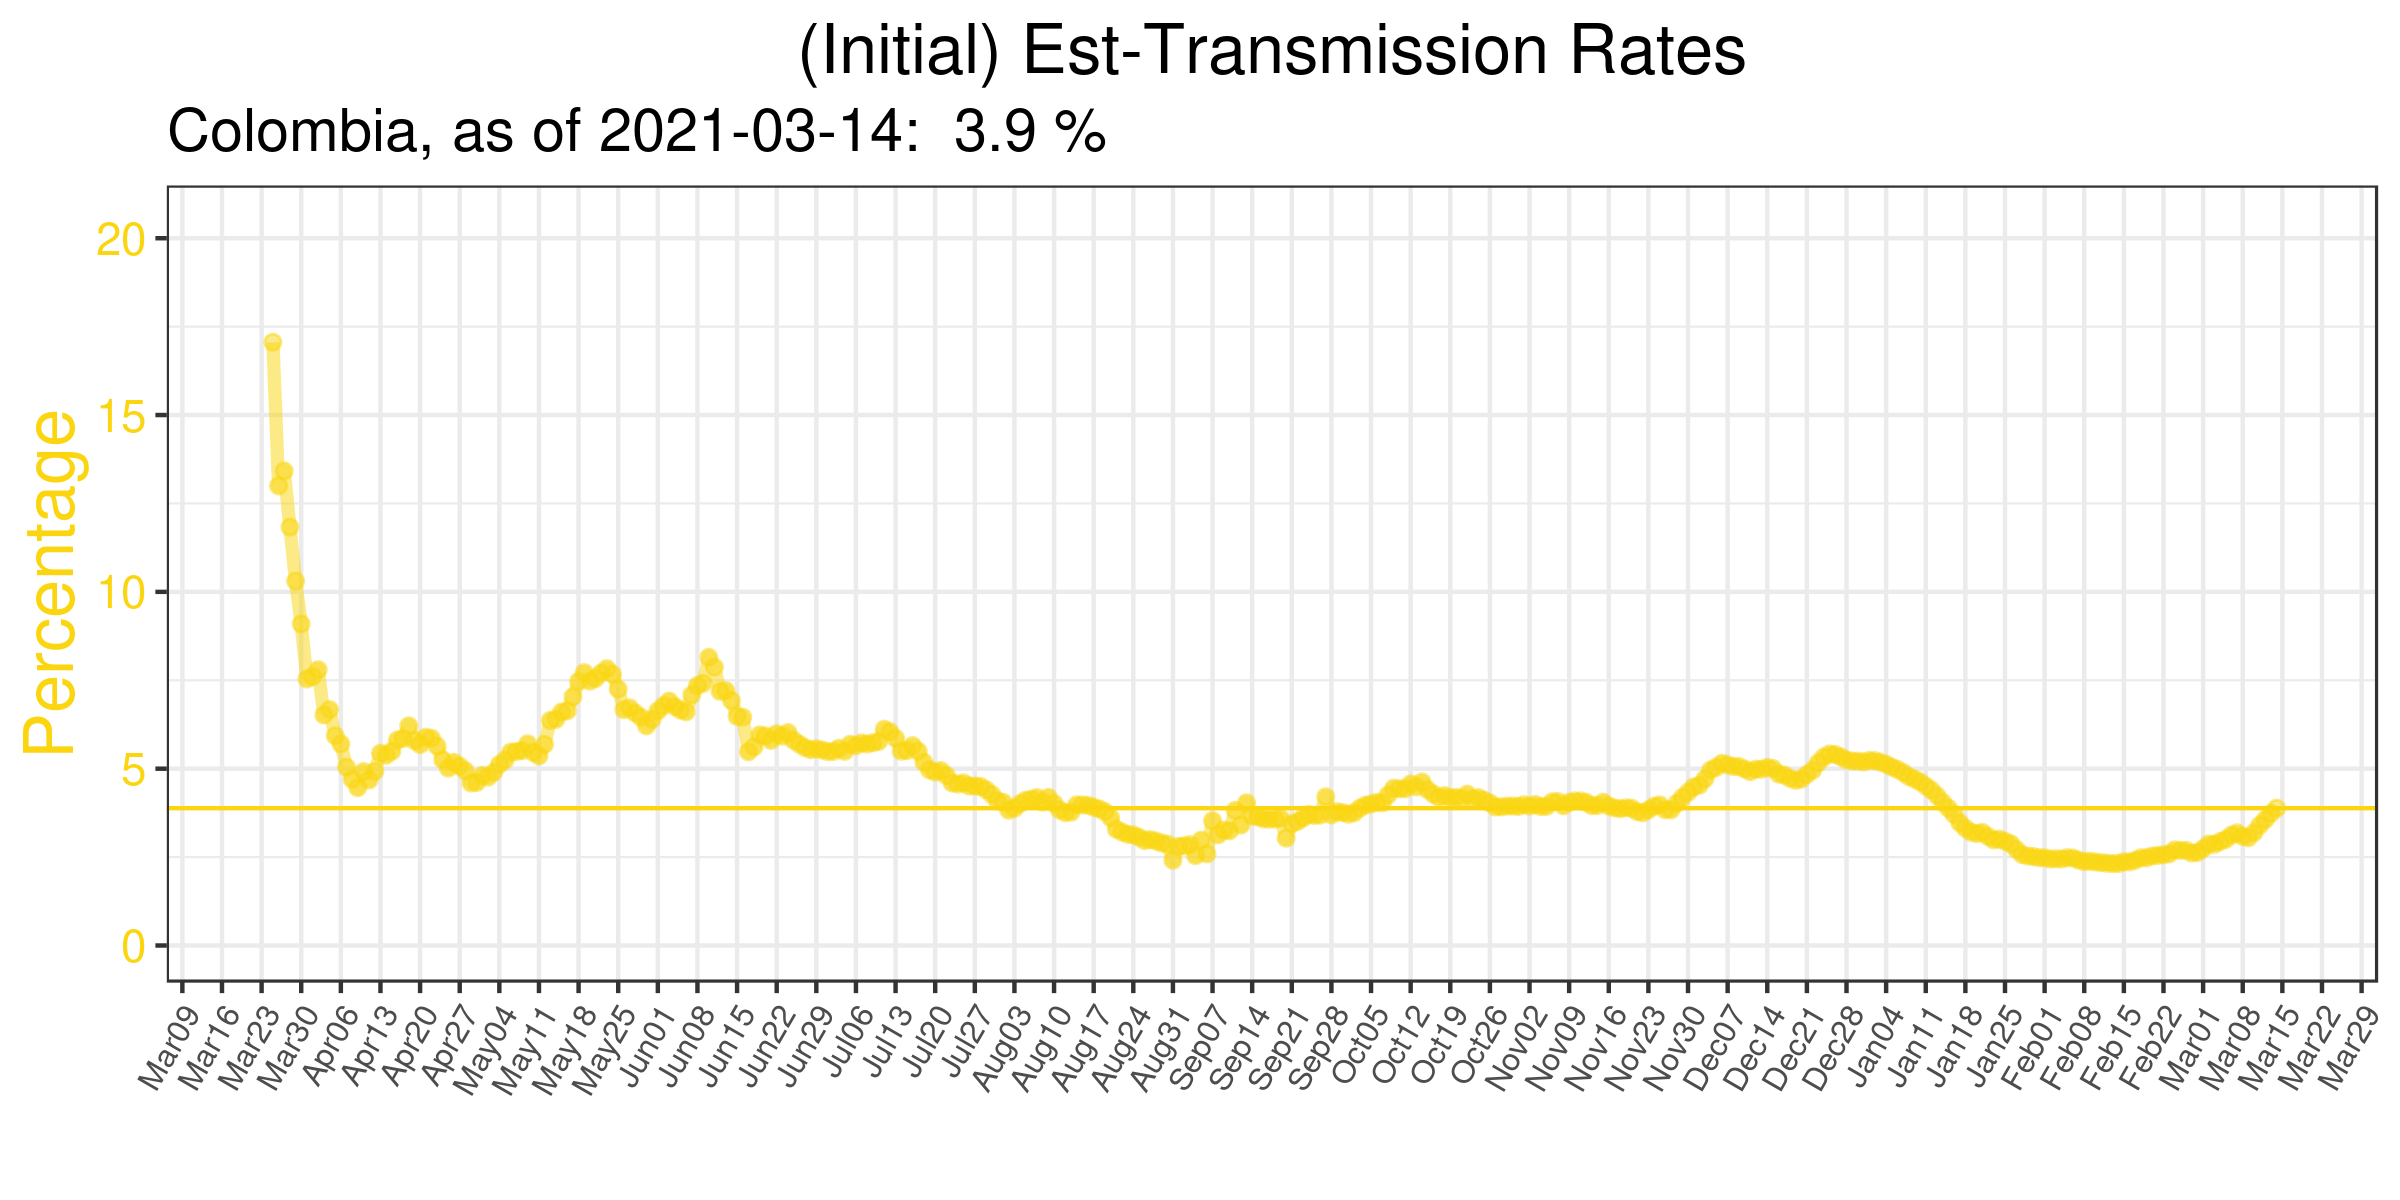 (Initial) Est-Transmission Rates
Colombia, as of 2021-03-14:  3.9 %
Percentage
20
15
10
5
0
Mar09
Mar16
Mar23
Mar30
Apr06
Apr13
Apr20
Apr27
May04
May11
May18
May25
Jun01
Jun08
Jun15
Jun22
Jun29
Jul06
Jul13
Jul20
Jul27
Aug03
Aug10
Aug17
Aug24
Aug31
Sep07
Sep14
Sep21
Sep28
Oct05
Oct12
Oct19
Oct26
Nov02
Nov09
Nov16
Nov23
Nov30
Dec07
Dec14
Dec21
Dec28
Jan04
Jan11
Jan18
Jan25
Feb01
Feb08
Feb15
Feb22
Mar01
Mar08
Mar15
Mar22
Mar29